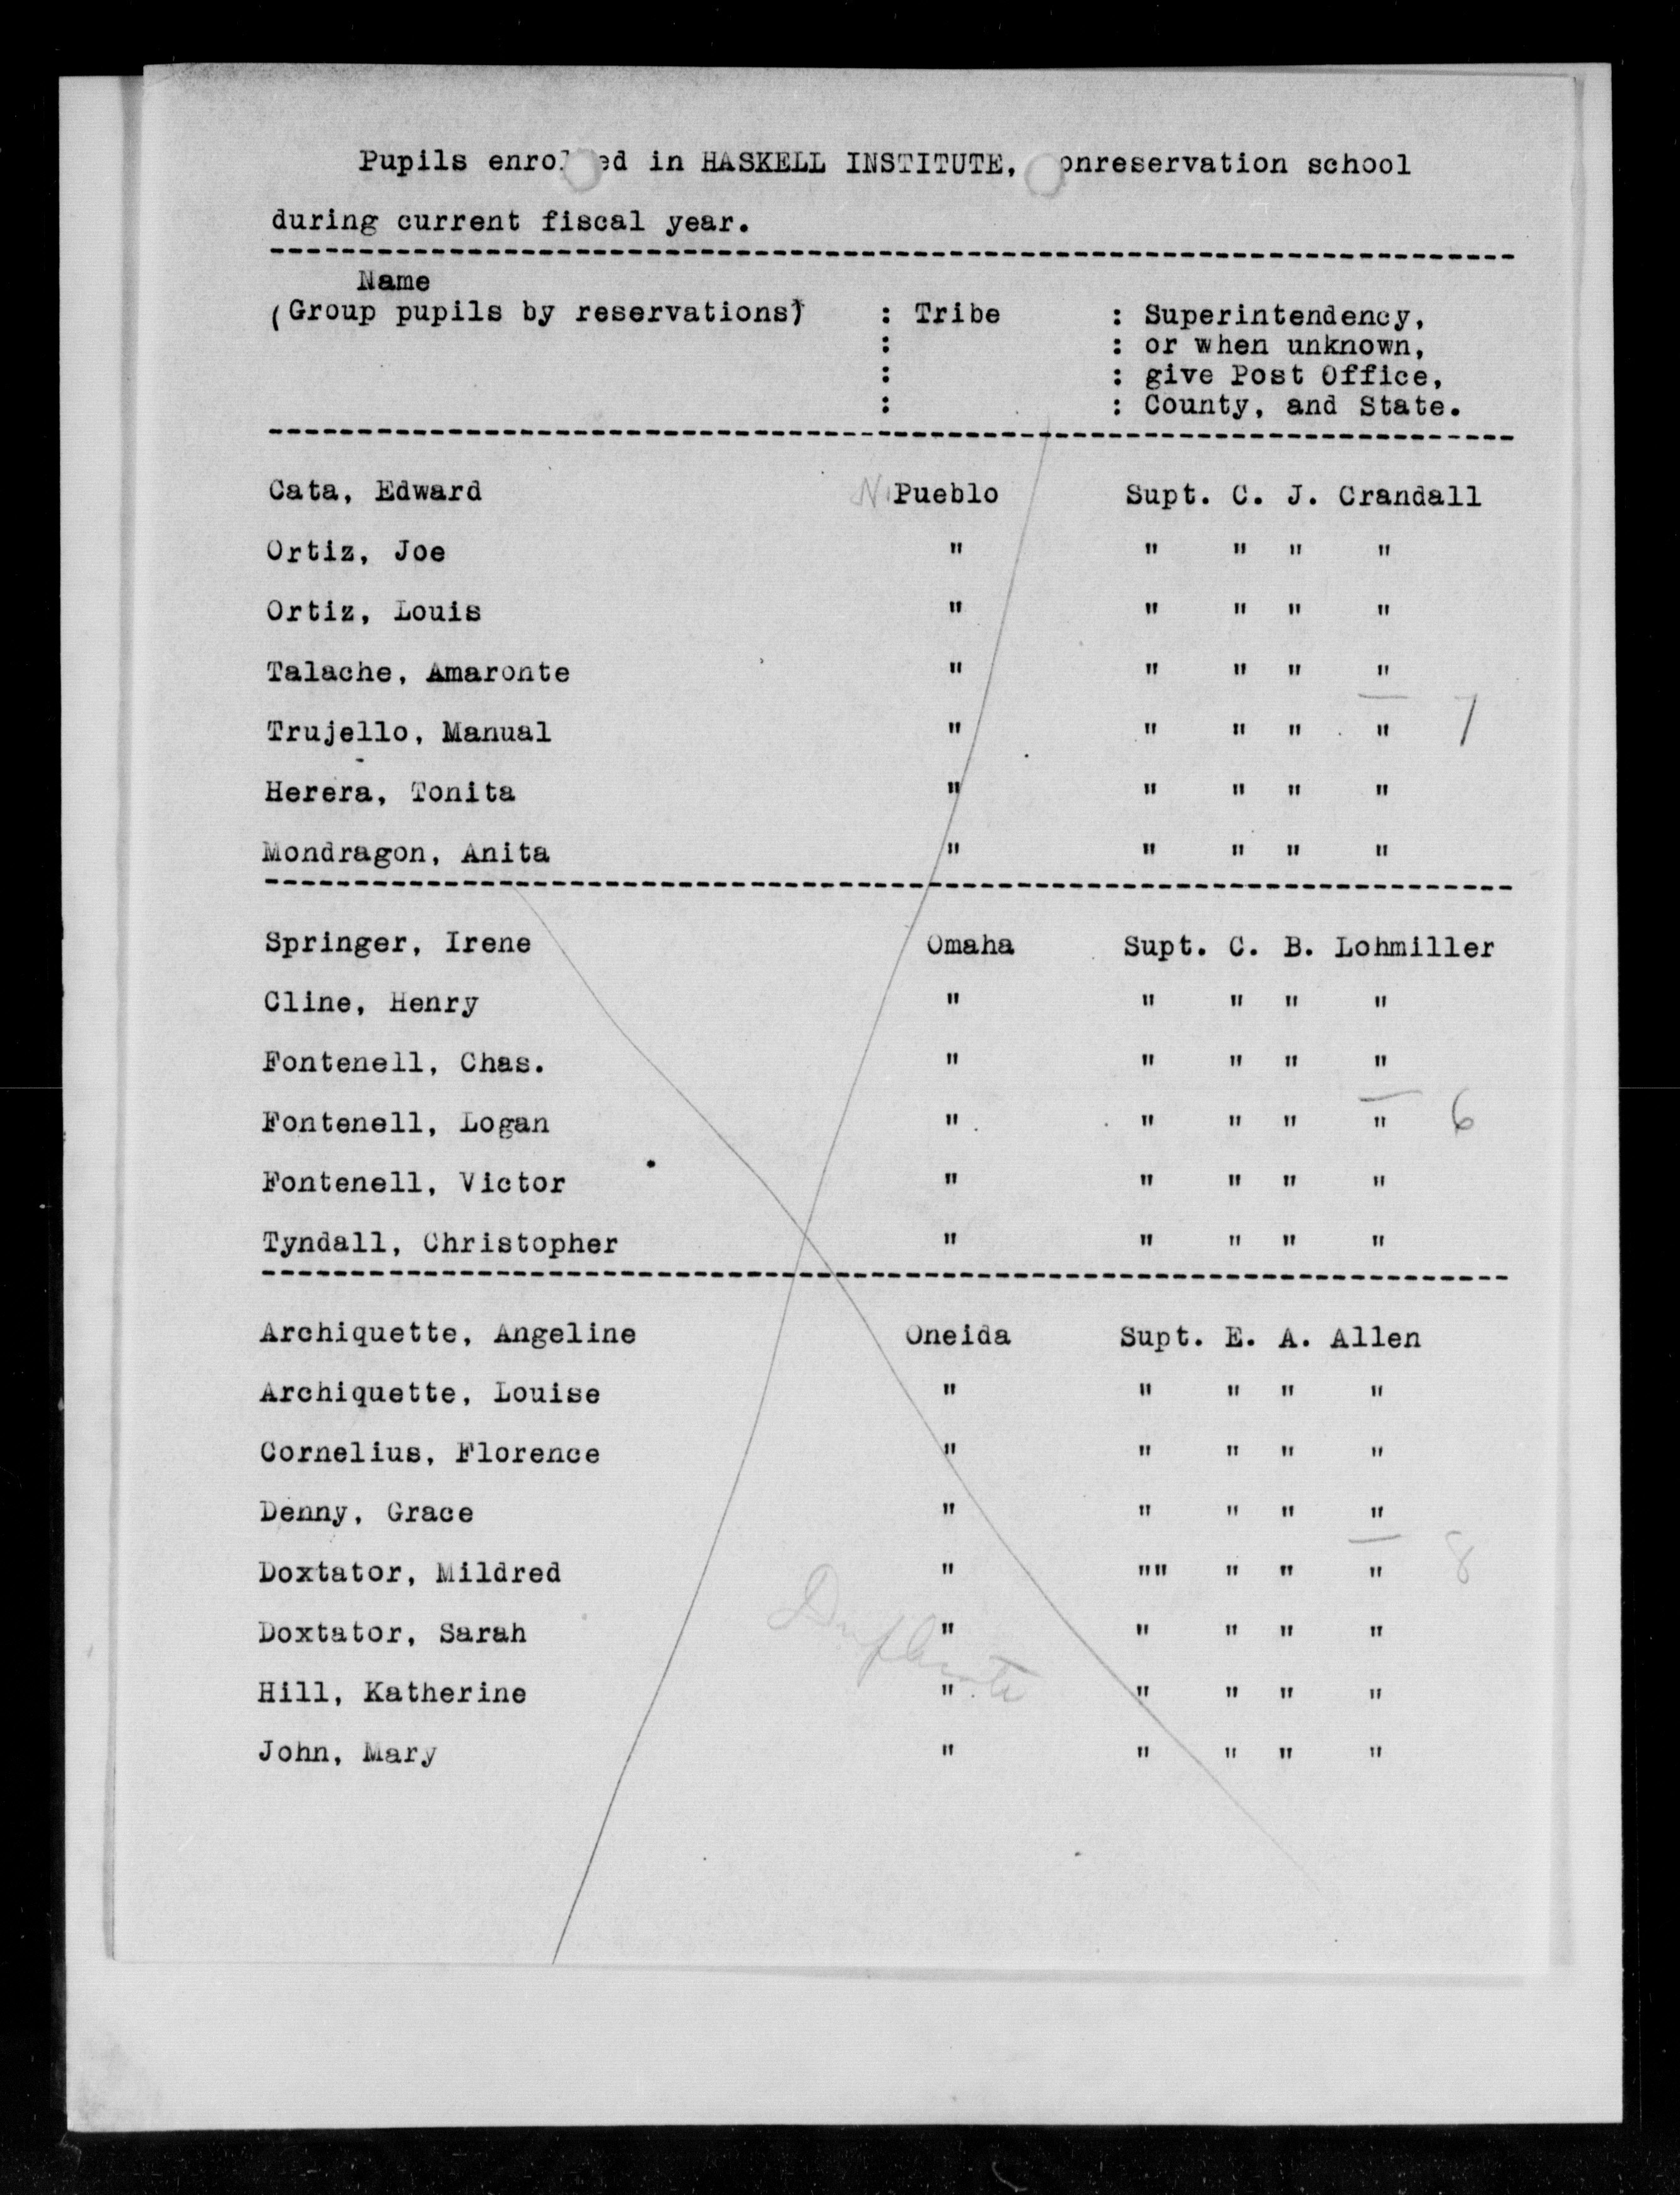 Pupils enrolled in HASKELL INSTITUTE, onreservation school
during current fiscal year.
Name
(Group pupils by reservations) : Tribe : Superintendency,
: : or when unknown,
: : give Post Office,
: : County, and State.
Cata, Edward N. Pueblo Supt. C. J. Crandall
Ortiz, Joe " " " " "
Ortiz, Louis " " " " "
Talache, Amaronte " " " " "
Trujello, Manual " " " " " 7
Herera, Tonita " " " " "
Mondragon, Anita " " " " "
Springer, Irene Omaha Supt. C. B. Lohmiller
Cline, Henry " " " " "
Fontenell, Chas. " " " " "
Fontenell, Logan " " " " " 6
Fontenell, Victor " " " " "
Tyndall, Christopher " " " " "
Archiquette, Angeline Oneida Supt. E. A. Allen
Archiquette, Louise " " " " "
Cornelius, Florence " " " " "
Denny, Grace " " " " "
Doxtator, Mildred " "" " " " 8
Doxtator, Sarah " " " " "
Duplicate
Hill, Katherine " " " " "
John, Mary " " " " "